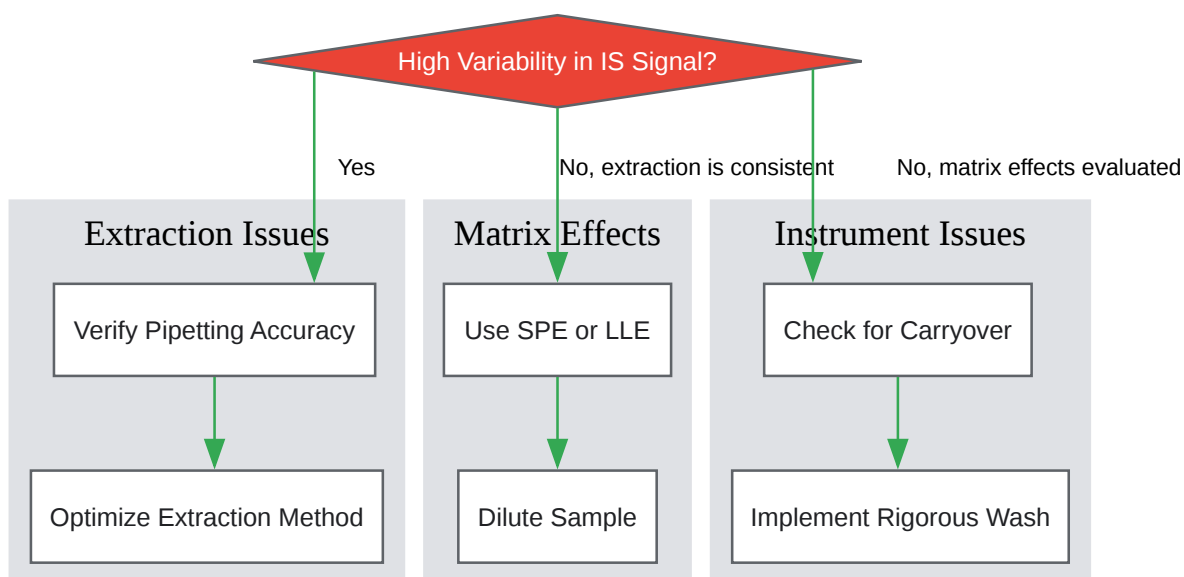 High Variability in IS Signal?
Yes
No, extraction is consistent
No, matrix effects evaluated
Extraction Issues
Matrix Effects
Instrument Issues
Verify Pipetting Accuracy
Use SPE or LLE
Check for Carryover
Optimize Extraction Method
Dilute Sample
Implement Rigorous Wash